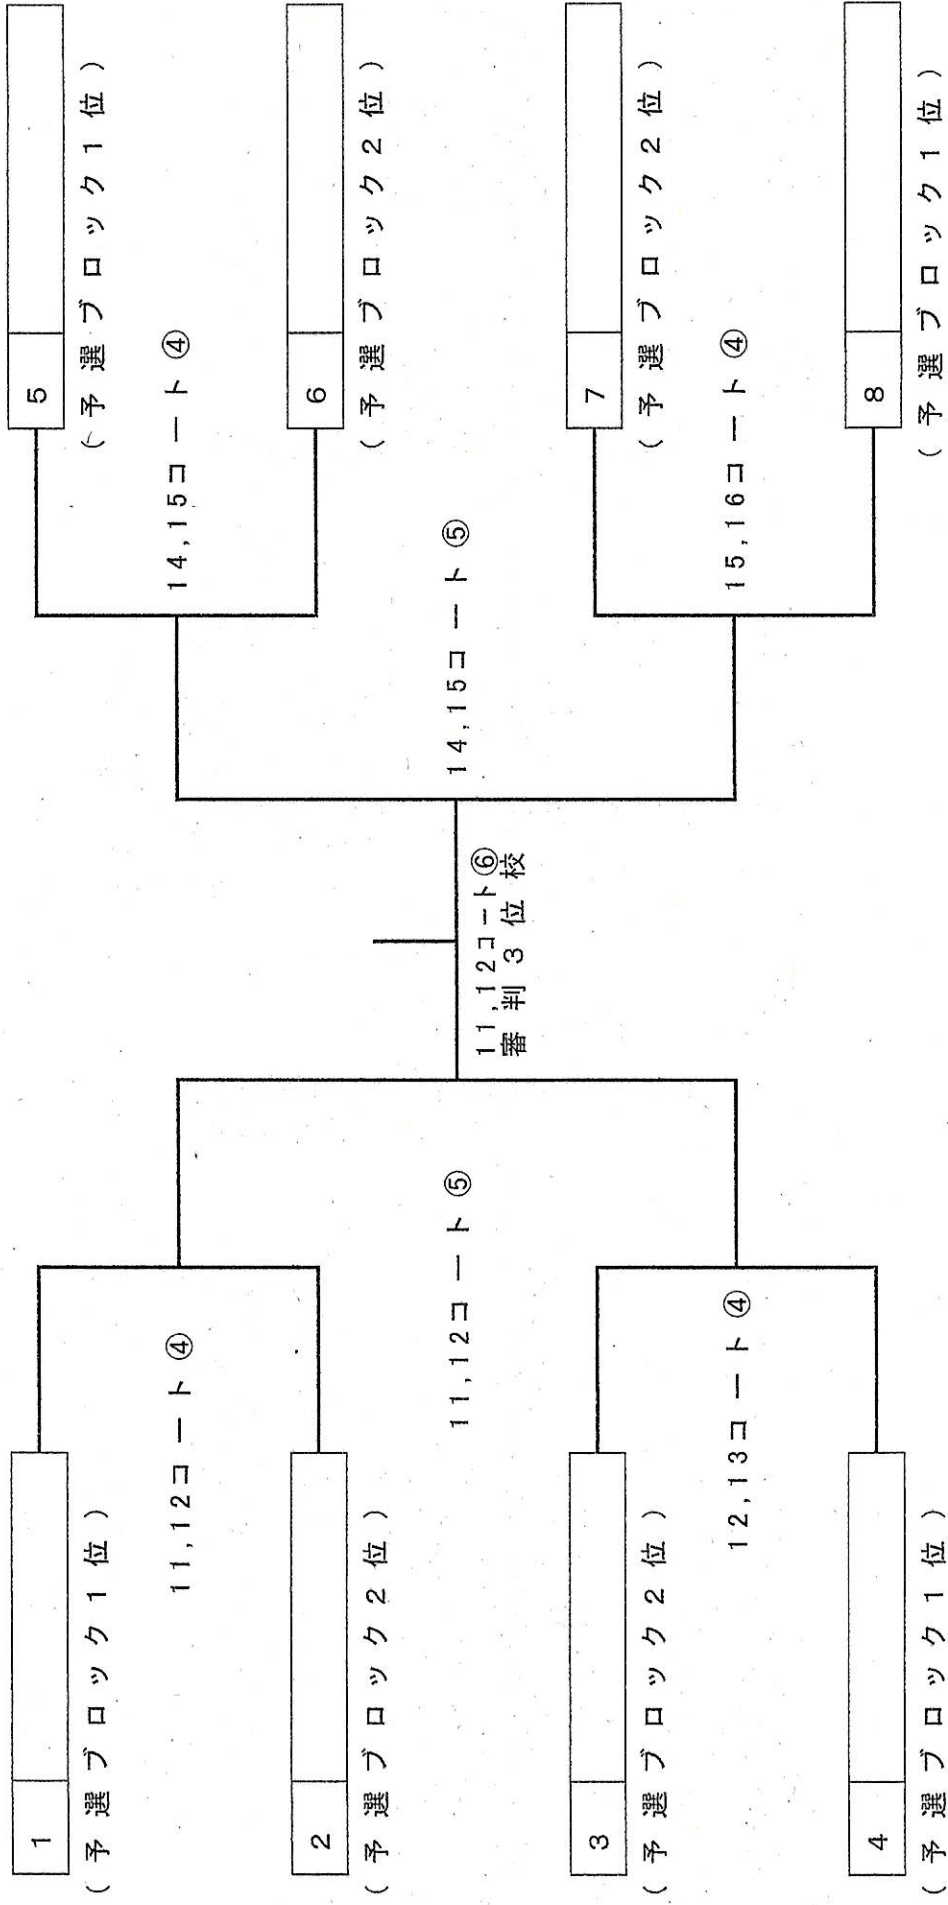 1
(予選ブロック1位)
11,12コート④
2
(予選ブロック2位)
11,12コート⑤
3
(予選ブロック2位)
12,13コート④
4
(予選ブロック1位)
11,12コート⑥
審判3位校
5
(予選ブロック1位)
14,15コート④
6
(予選ブロック2位)
14,15コート⑤
7
(予選ブロック2位)
15,16コート④
8
(予選ブロック1位)